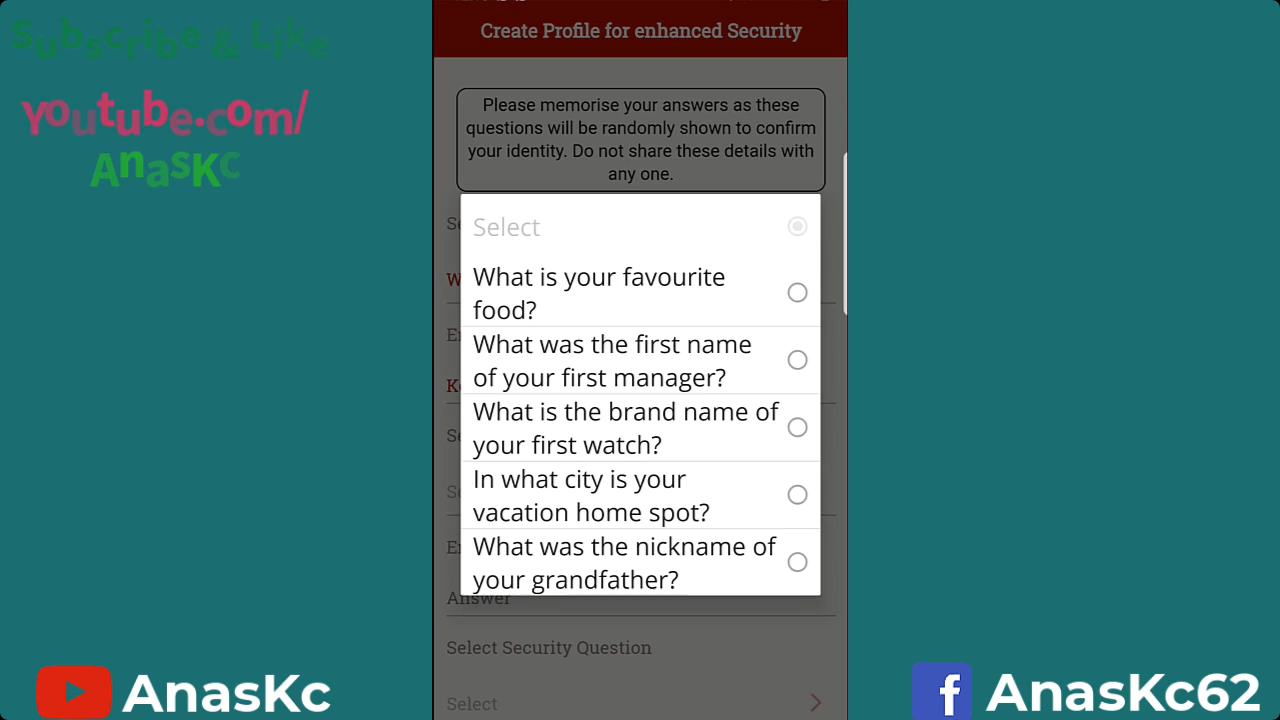 Subscribe & Like
youtube.com/
AnasKc
Create Profile for enhanced Security
Please memorise your answers as these
questions will be randomly shown to confirm
your identity. Do not share these details with
any one.
Select
What is your favourite
food?
What was the first name
of your first manager?
What is the brand name of
your first watch?
In what city is your
vacation home spot?
What was the nickname of
your grandfather?
Answer
Select Security Question
Select
AnasKc
AnasKc62